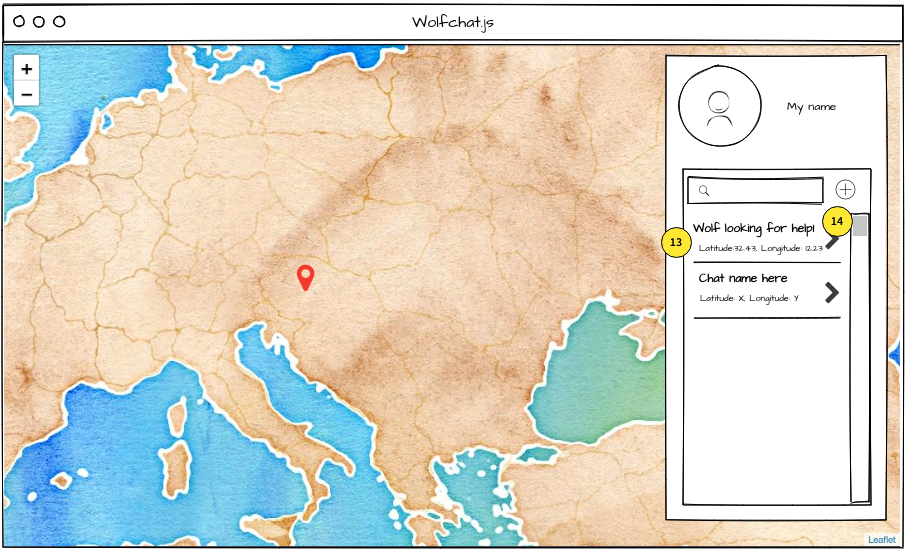 Wolfchat.js
+
−
My name
14
Wolf looking for help!
13
Latitude:32.43, Longitude: 12.23
Chat name here
Latitude: X, Longitude: Y
Leaflet